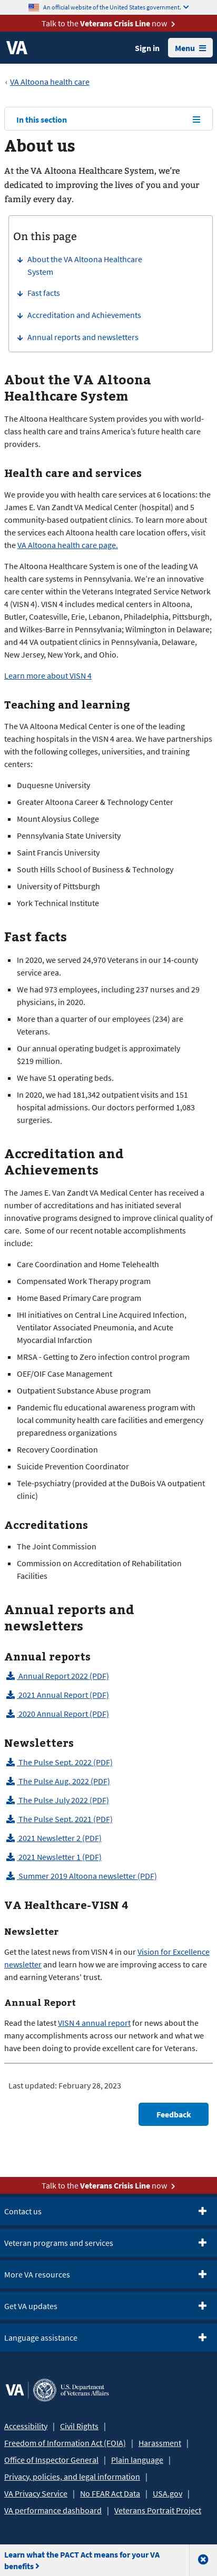 An official website of the United States government.
Talk to the Veterans Crisis Line now
VA
Sign in
Menu
VA Altoona health care
In this section
About us
At the VA Altoona Health Care System, we’re
dedicated to improving the lives of you and your
family every day.
On this page
About the VA Altoona Healthcare
System
Fast facts
Accreditation and Achievements
Annual reports and newsletters
About the VA Altoona
Healthcare System
The Altoona Healthcare System provides you with world-
class health care and trains America’s future health care
providers.
Health care and services
We provide you with health care services at 6 locations: the
James E. Van Zandt VA Medical Center (hospital) and 5
community-based outpatient clinics. To learn more about
the services each Altoona health care location offers, visit
the VA Altoona health care page.
The Altoona Healthcare System is one of the leading VA
health care systems in Pennsylvania. We’re an innovative
care center within the Veterans Integrated Service Network
4 (VISN 4). VISN 4 includes medical centers in Altoona,
Butler, Coatesville, Erie, Lebanon, Philadelphia, Pittsburgh,
and Wilkes-Barre in Pennsylvania; Wilmington, Delaware;
and 44 VA outpatient clinics in Pennsylvania, Delaware,
New Jersey, New York, and Ohio.
Learn more about VISN 4
Teaching and learning
The VA Altoona Medical Center is one of the leading
teaching hospitals in the VISN 4 area. We have partnerships
with the following colleges, universities, and training
centers:
Duquesne University
Greater Altoona Career & Technology Center
Mount Aloysius College
Pennsylvania State University
Saint Francis University
South Hills School of Business & Technology
University of Pittsburgh
York Technical Institute
Fast facts
In 2020, we served 24,970 Veterans in our 14-county
service area.
We had 973 employees, including 237 nurses and 29
physicians, in 2020.
More than a quarter of our employees (234) are
Veterans.
Our annual operating budget is approximately
$219 million.
We have 51 operating beds.
In 2020, we had 181,342 outpatient visits and 151
hospital admissions. Our doctors performed 1,083
surgeries.
Accreditation and
Achievements
The James E. Van Zandt VA Medical Center has received a
number of accreditations and has initiated several
innovative programs designed to improve clinical quality of
care. Some of our recent notable accomplishments
include:
Care Coordination and Home Telehealth
Compensated Work Therapy program
Home Based Primary Care program
IHI initiatives on Central Line Acquired Infection,
Ventilator Associated Pneumonia, and Acute
Myocardial Infarction
MRSA - Getting to Zero infection control program
OEF/OIF Case Management
Outpatient Substance Abuse program
Pandemic flu educational awareness program with
local community health care facilities and emergency
preparedness organizations
Recovery Coordination
Suicide Prevention Coordinator
Tele-psychiatry (provided at the DuBois VA outpatient
clinic)
Accreditations
The Joint Commission
Commission on Accreditation of Rehabilitation
Facilities
Annual reports and
newsletters
Annual reports
Annual Report 2022 (PDF)
2021 Annual Report (PDF)
2020 Annual Report (PDF)
Newsletters
The Pulse Sept. 2022 (PDF)
The Pulse Aug. 2022 (PDF)
The Pulse July 2022 (PDF)
The Pulse Sept. 2021 (PDF)
2021 Newsletter 2 (PDF)
2021 Newsletter 1 (PDF)
Summer 2019 Altoona newsletter (PDF)
VA Healthcare-VISN 4
Newsletter
Get the latest news from VISN 4 in our Vision for Excellence
newsletter and learn how we are improving access to care
and services for Veterans' trust.
Annual Report
Read the latest VISN 4 annual report for news about the
many accomplishments across our network and what we
have been doing to provide excellent care for Veterans.
Last updated: February 28, 2023
Feedback
Talk to the Veterans Crisis Line now
Contact us
Veteran programs and services
More VA resources
Get VA updates
Language assistance
VA U.S. Department
of Veterans Affairs
Accessibility | Civil Rights |
Freedom of Information Act (FOIA) | Harassment |
Office of Inspector General | Plain language |
Privacy, policies, and legal information |
VA Privacy Service | No FEAR Act Data | USA.gov |
VA performance dashboard | Veterans Portrait Project
Learn what the PACT Act means for your VA
benefits